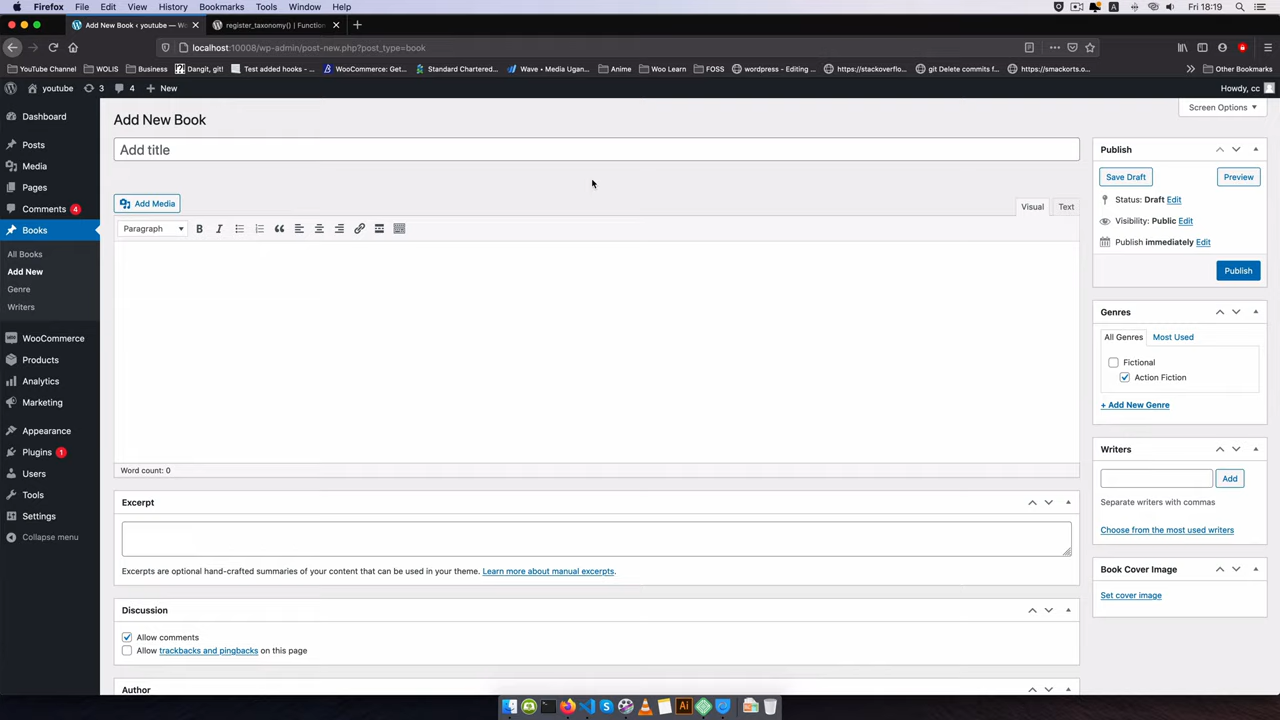 Firefox File Edit View History Bookmarks Tools Window Help Fri 18:19
Add New Book ‹ youtube — W
register_taxonomy() | Function
localhost:10008/wp-admin/post-new.php?post_type=book
YouTube Channel WOLIS Business Dangit, git! Test added hooks - WooCommerce: Get... Standard Chartered... Wave • Media Ugan... Anime Woo Learn FOSS wordpress - Editing ... https://stackoverflo... git Delete commits f... https://smackorts.o... Other Bookmarks
youtube 3 4 New Howdy, cc
Screen Options
Dashboard
Posts
Media
Pages
Comments 4
Books
All Books
Add New
Genre
Writers
WooCommerce
Products
Analytics
Marketing
Appearance
Plugins 1
Users
Tools
Settings
Collapse menu
Add New Book
Add title
Add Media
Visual Text
Paragraph
Word count: 0
Excerpt
Excerpts are optional hand-crafted summaries of your content that can be used in your theme. Learn more about manual excerpts.
Discussion
Allow comments
Allow trackbacks and pingbacks on this page
Author
Publish
Save Draft Preview
Status: Draft Edit
Visibility: Public Edit
Publish immediately Edit
Publish
Genres
All Genres Most Used
Fictional
Action Fiction
+ Add New Genre
Writers
Add
Separate writers with commas
Choose from the most used writers
Book Cover Image
Set cover image